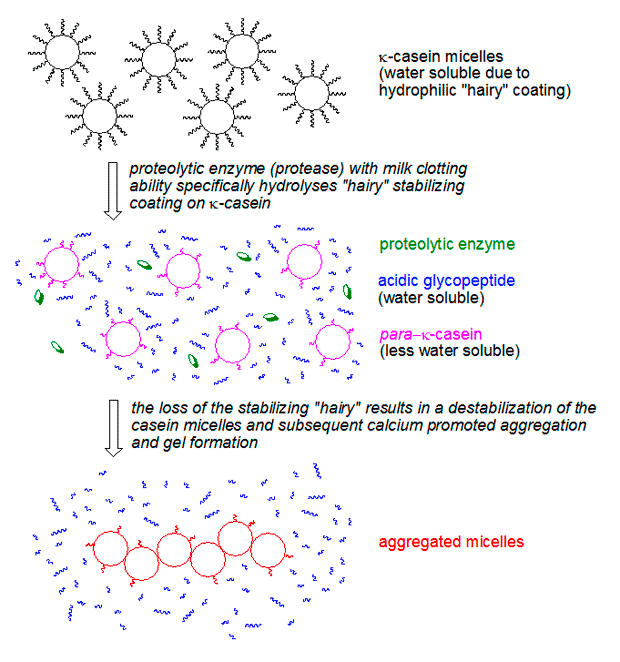 κ-casein micelles
(water soluble due to
hydrophilic "hairy" coating)
proteolytic enzyme (protease) with milk clotting
ability specifically hydrolyses "hairy" stabilizing
coating on κ-casein
proteolytic enzyme
acidic glycopeptide
(water soluble)
para–κ-casein
(less water soluble)
the loss of the stabilizing "hairy" results in a destabilization of the
casein micelles and subsequent calcium promoted aggregation
and gel formation
aggregated micelles